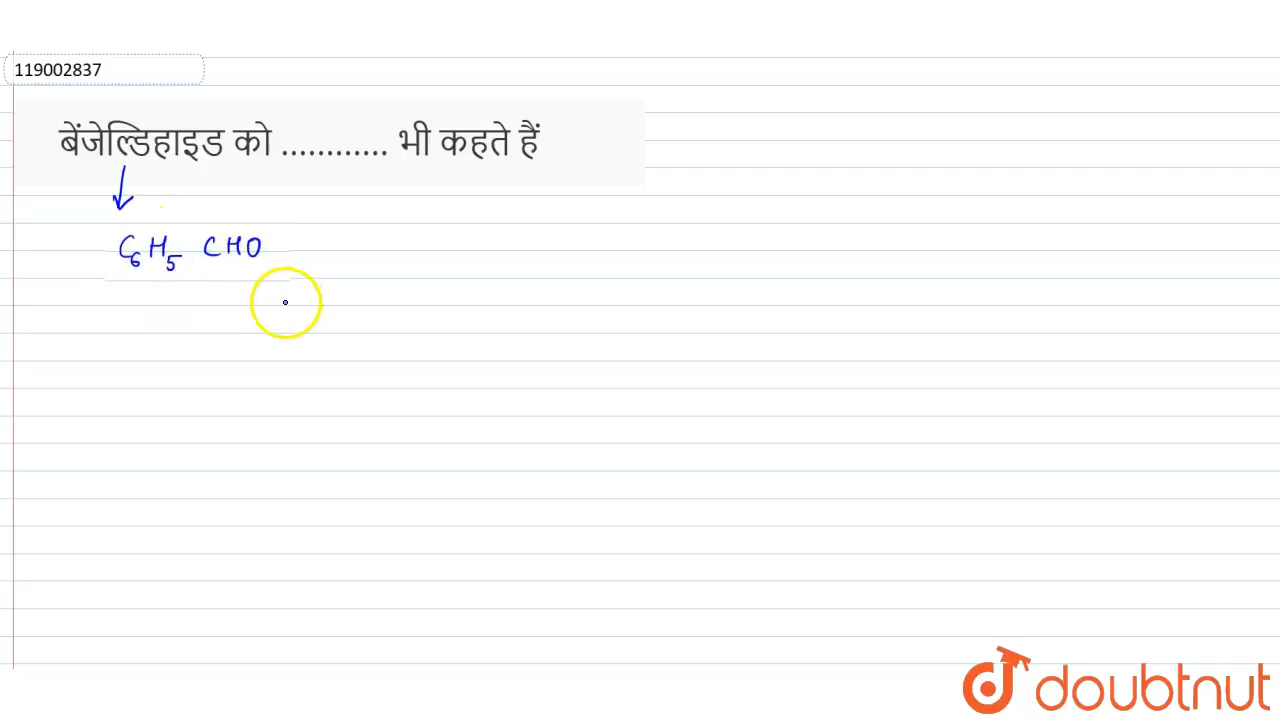 119002837
बेंजेल्डिहाइड को ............ भी कहते हैं
C6H5 CHO
doubtnut